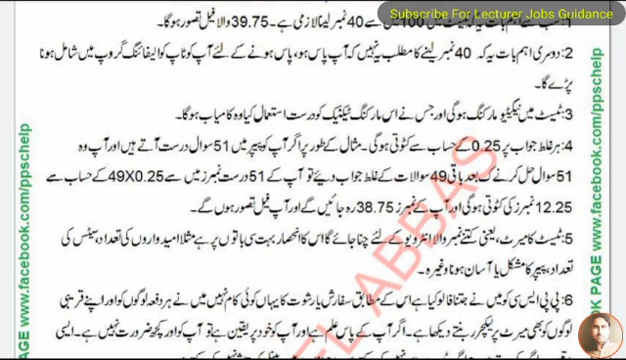 Subscribe For Lecturer Jobs Guidance
سے 40 نمبر لینا لازمی ہے۔ 39.75 والا فیل تصور ہوگا۔
2: دوسری اہم بات یہ کہ 40 نمبر لینے کا مطلب یہ نہیں کہ آپ پاس ہو، پاس ہونے کے لئے آپ کو ٹاپ کوالیفائنگ گروپ میں شامل ہونا
پڑے گا۔
3: ٹیسٹ میں نیگیٹیو مارکنگ ہوگی اور جس نے اس مارکنگ ٹیکنیک کو درست استعمال کیا وہ کامیاب ہوگا۔
4: ہر غلط جواب پر 0.25 کے حساب سے کٹوتی ہوگی۔ مثال کے طور پر اگر آپ کو پیپر میں 51 سوال درست آتے ہیں اور آپ وہ
51 سوال حل کرنے کے بعد باقی 49 سوالات کے غلط جواب دیئے تو آپ کے 51 درست نمبرز میں سے 49X0.25 کے حساب سے
12.25 نمبرز کی کٹوتی ہوگی اور آپ کے نمبرز 38.75 رہ جائیں گے اور آپ فیل تصور ہوں گے۔
5: ٹیسٹ کا میرٹ، یعنی کتنے نمبر والا انٹرویو کے لئے چنا جائے گا اس کا انحصار بہت سی باتوں پر ہے مثلا امیدواروں کی تعداد، سیٹس کی
تعداد، پیپر کا مشکل یا آسان ہونا وغیرہ۔
6: پی پی ایس سی کو میں نے جتنا فالو کیا ہے اس کے مطابق سفارش یا رشوت کا یہاں کوئی کام نہیں میں نے ہر دفعہ لوگوں کو اور اپنے قریبی
لوگوں کو بھی میرٹ پر لیکچرر بنتے دیکھا ہے۔ اگر آپ کے پاس علم ہے اور آپ کو خود پر یقین ہے تو آپ کو اور کچھ ضرورت نہیں ہے۔ ایسی
www.facebook.com/ppschelp
PAGE www.facebook.com/
ABBAS